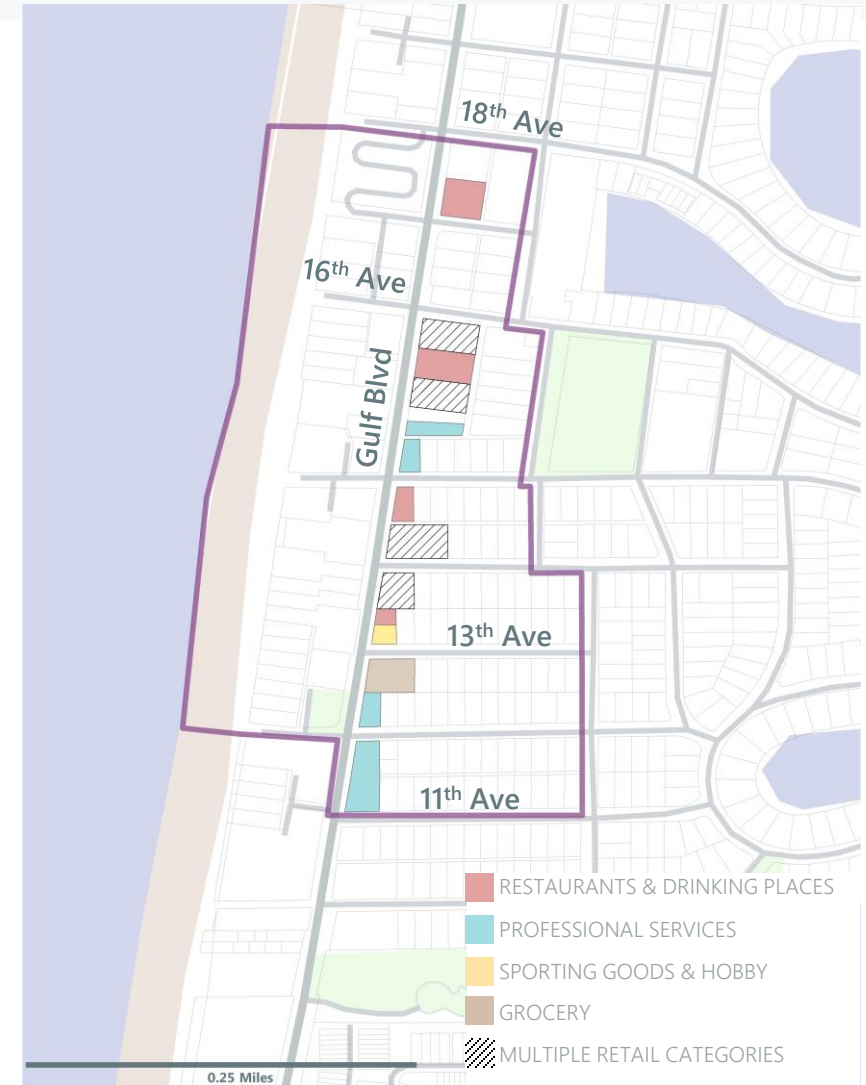 18th Ave
16th Ave
Gulf Blvd
13th Ave
11th Ave
RESTAURANTS & DRINKING PLACES
PROFESSIONAL SERVICES
SPORTING GOODS & HOBBY
GROCERY
MULTIPLE RETAIL CATEGORIES
0.25 Miles